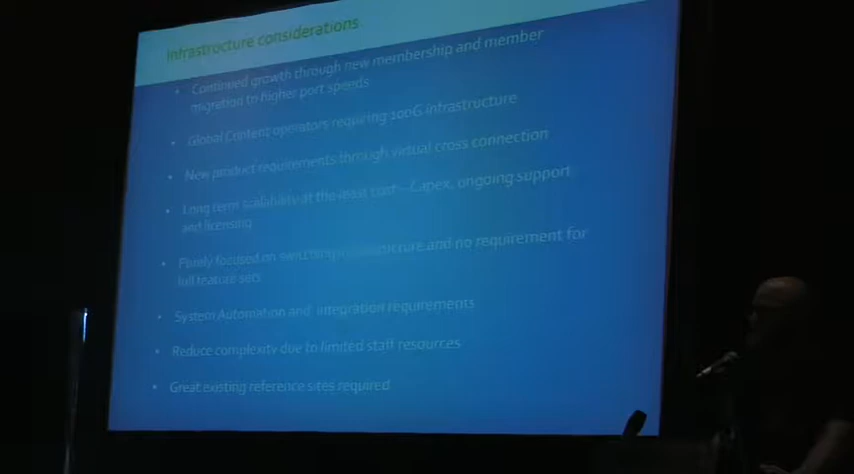 Infrastructure considerations
• Continued growth through new membership and member
migration to higher port speeds
• Global Content operators requiring 100G infrastructure
• New product requirements through virtual cross connection
• Long term scalability at the least cost – Capex, ongoing support
and licensing
• Purely focused on switching infrastructure and no requirement for
full feature sets
• System Automation and integration requirements
• Reduce complexity due to limited staff resources
• Great existing reference sites required